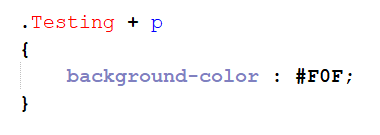 .Testing + p
{
    background-color : #F0F;
}